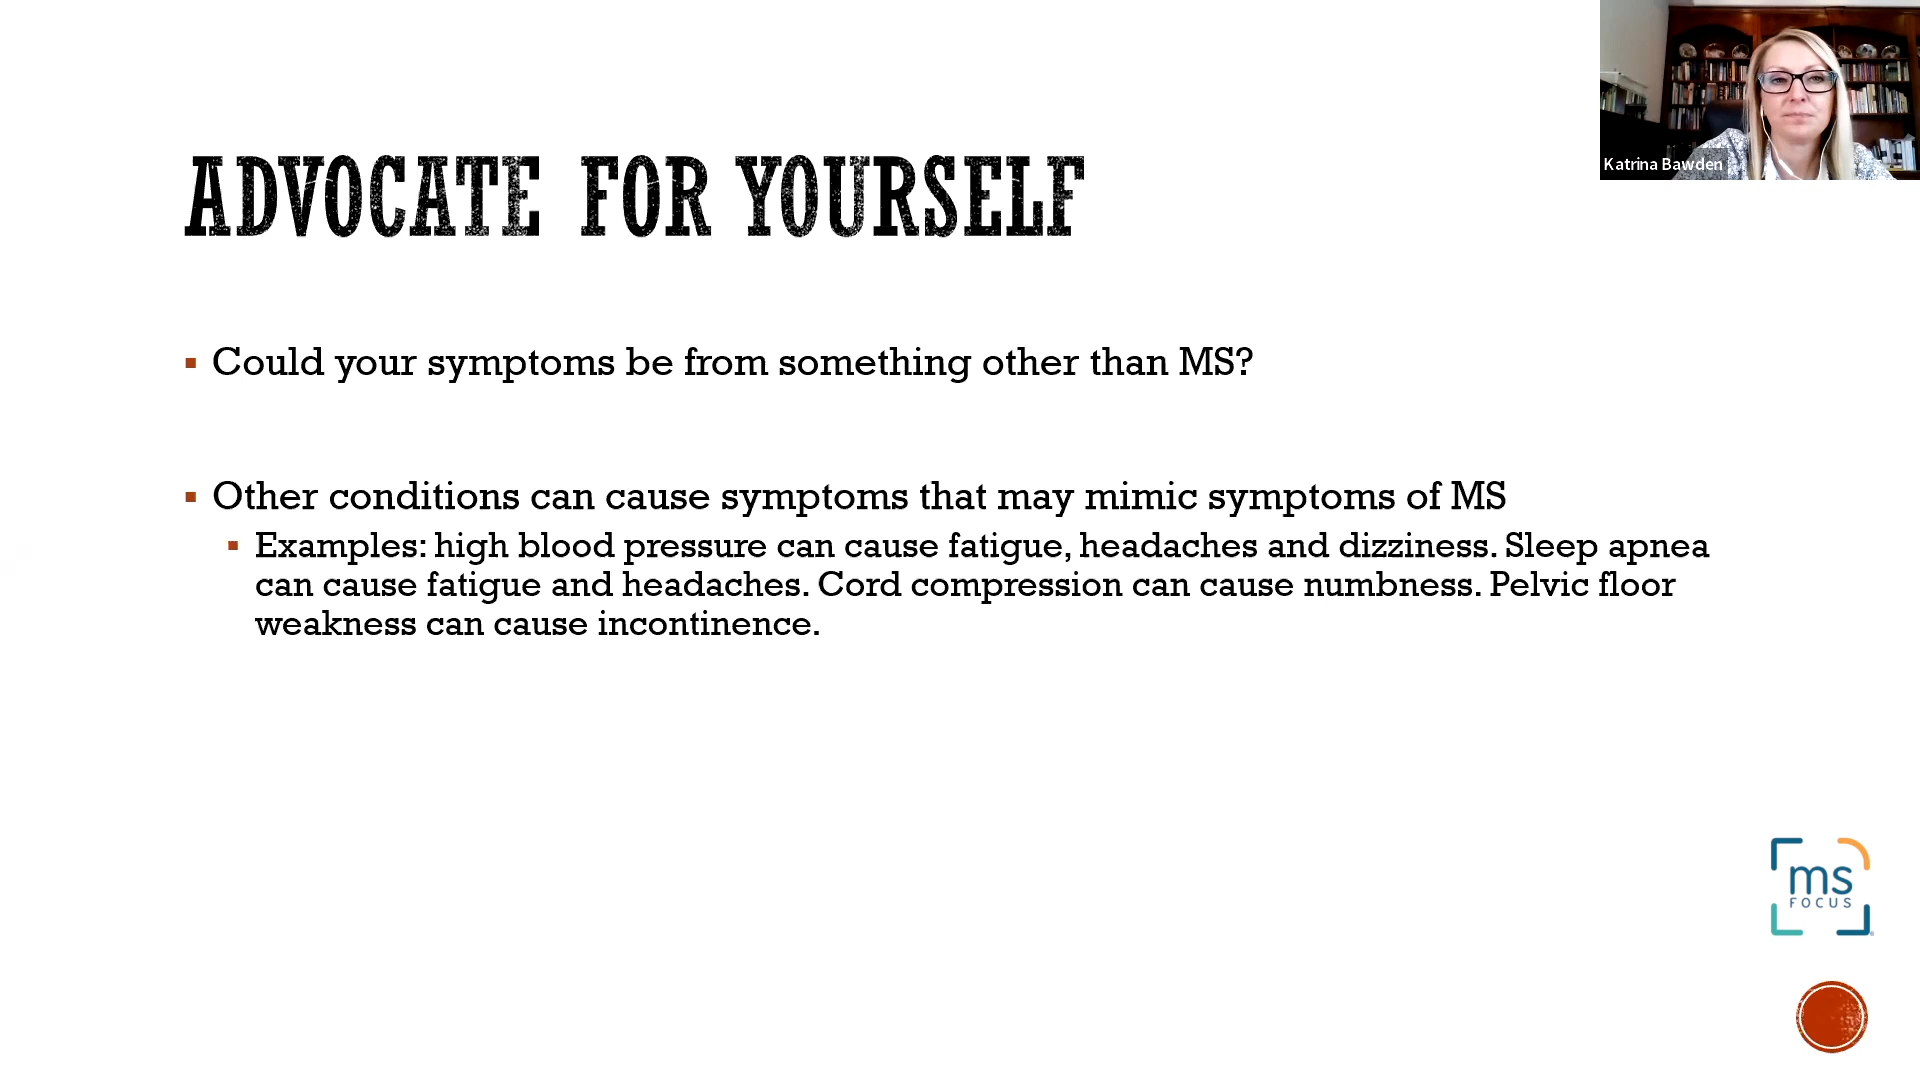 Katrina Bawden
ADVOCATE FOR YOURSELF
Could your symptoms be from something other than MS?
Other conditions can cause symptoms that may mimic symptoms of MS
Examples: high blood pressure can cause fatigue, headaches and dizziness. Sleep apnea
can cause fatigue and headaches. Cord compression can cause numbness. Pelvic floor
weakness can cause incontinence.
ms
FOCUS